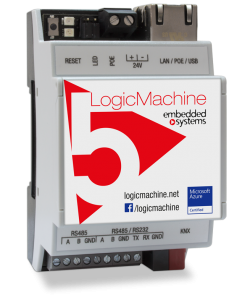 RESET LED POE + - 24V LAN / POE / USB
5
LogicMachine
embedded
systems
logicmachine.net
f/logicmachine
Microsoft
Azure
Certified
RS485 RS485 / RS232 KNX
A B GND A B GND TX RX GND